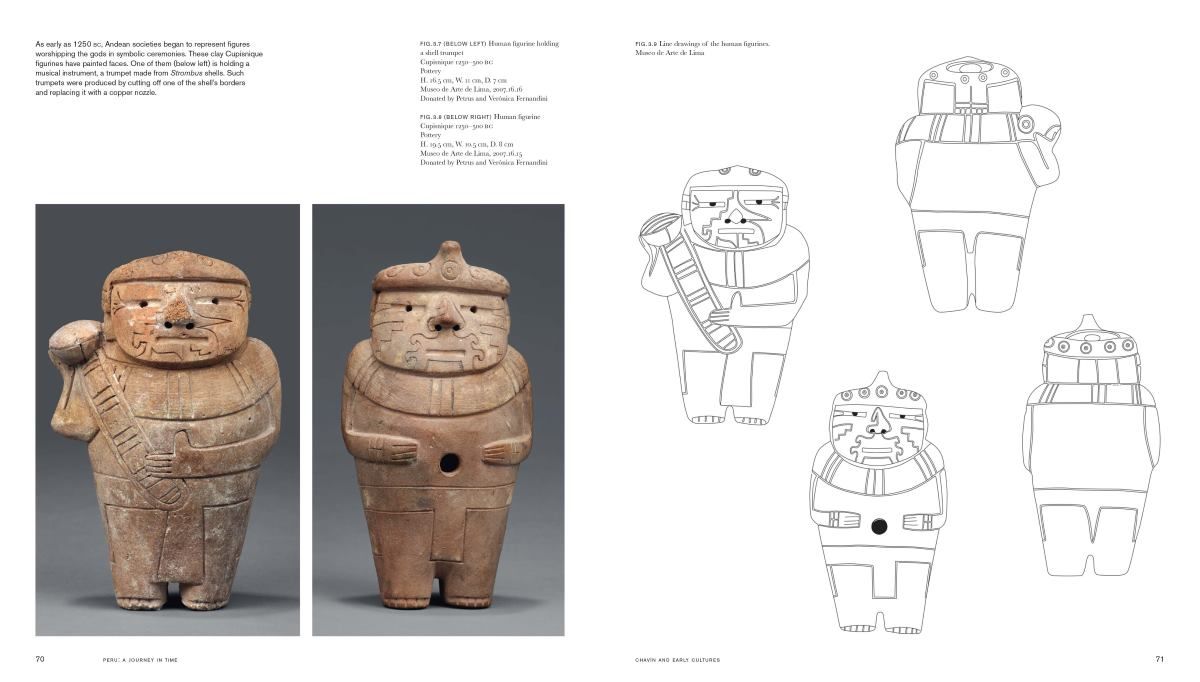 As early as 1250 BC, Andean societies began to represent figures
worshipping the gods in symbolic ceremonies. These clay Cupisnique
figurines have painted faces. One of them (below left) is holding a
musical instrument, a trumpet made from Strombus shells. Such
trumpets were produced by cutting off one of the shell's borders
and replacing it with a copper nozzle.
FIG.3.7 (BELOW LEFT) Human figurine holding
a shell trumpet
Cupisnique 1250–500 BC
Pottery
H. 16.5 cm, W. 11 cm, D. 7 cm
Museo de Arte de Lima, 2007.16.16
Donated by Petrus and Verónica Fernandini
FIG.3.8 (BELOW RIGHT) Human figurine
Cupisnique 1250–500 BC
Pottery
H. 19.5 cm, W. 10.5 cm, D. 8 cm
Museo de Arte de Lima, 2007.16.15
Donated by Petrus and Verónica Fernandini
FIG.3.9 Line drawings of the human figurines.
Museo de Arte de Lima
70
PERU: A JOURNEY IN TIME
CHAVÍN AND EARLY CULTURES
71